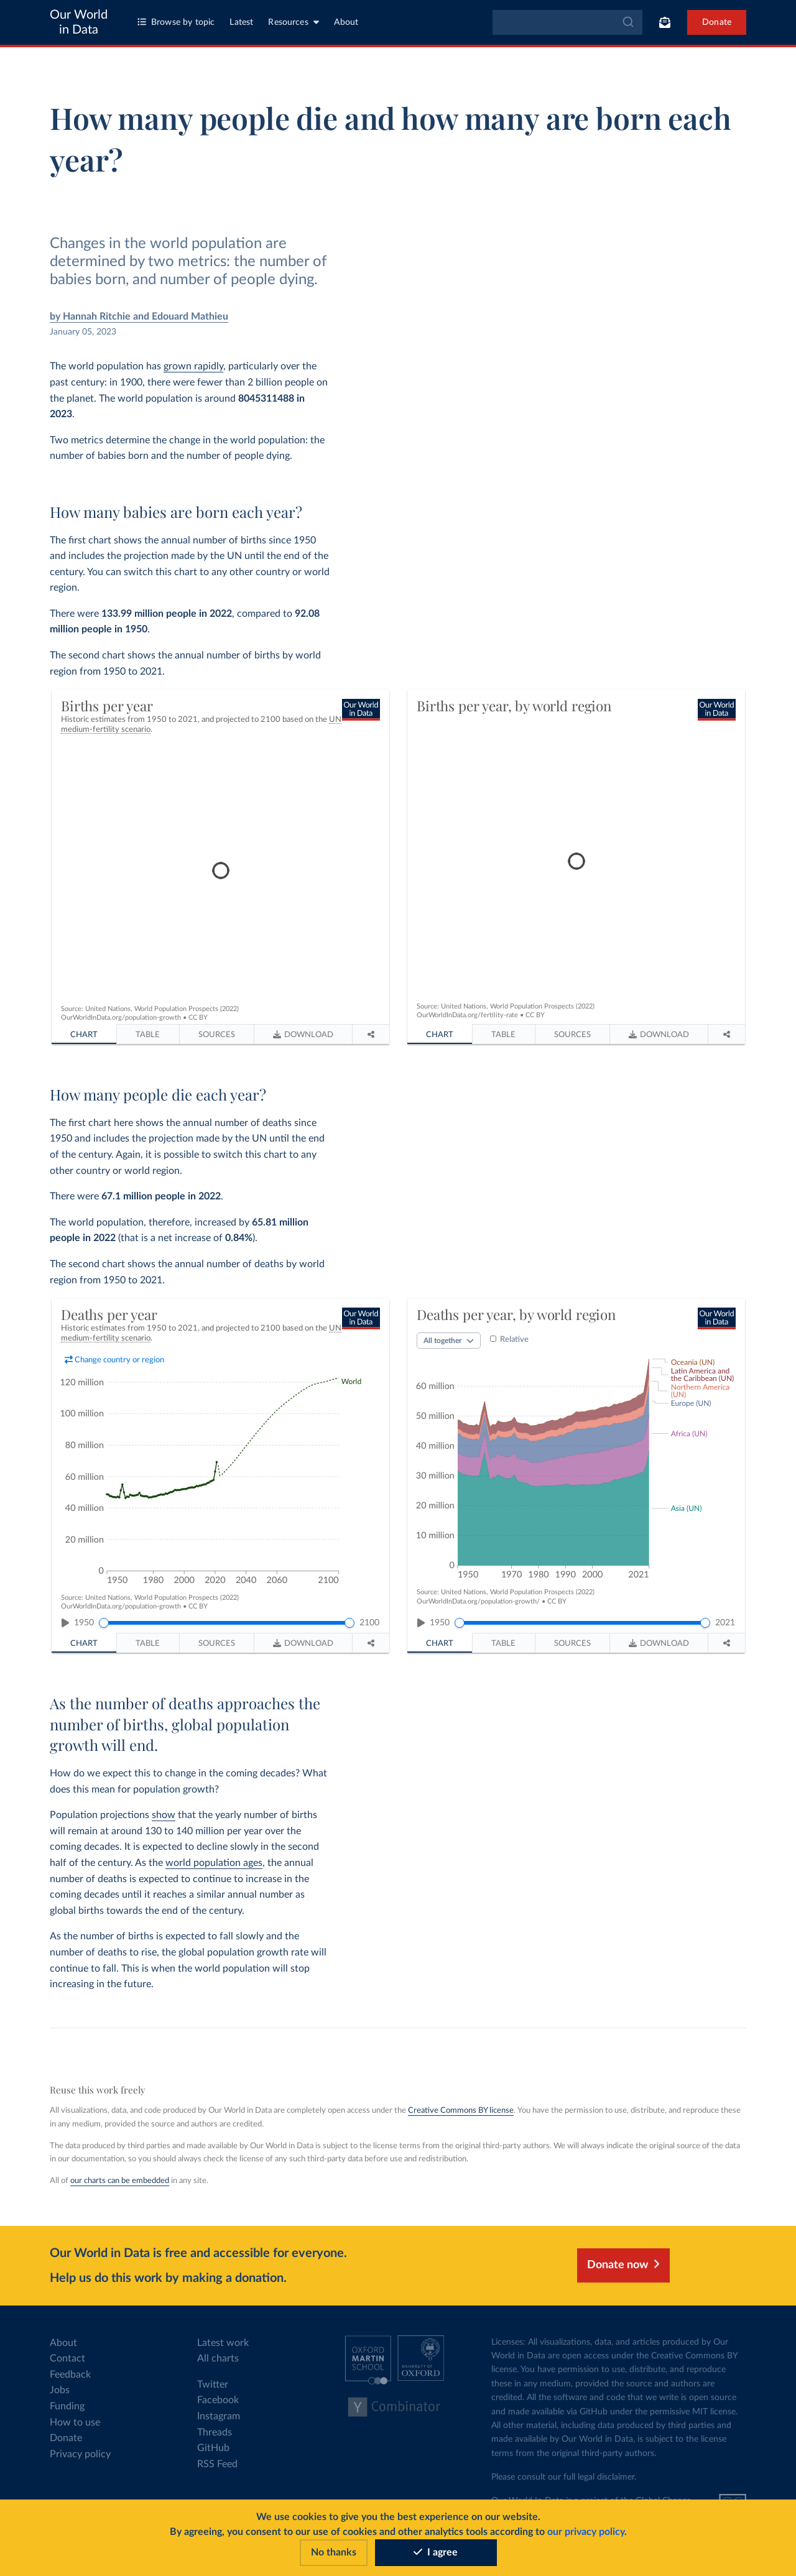 Our World
in Data
Browse by topic
Latest
Resources
About
Donate
How many people die and how many are born each
year?
Changes in the world population are
determined by two metrics: the number of
babies born, and number of people dying.
by Hannah Ritchie and Edouard Mathieu
January 05, 2023
The world population has grown rapidly, particularly over the
past century: in 1900, there were fewer than 2 billion people on
the planet. The world population is around 8045311488 in
2023.
Two metrics determine the change in the world population: the
number of babies born and the number of people dying.
How many babies are born each year?
The first chart shows the annual number of births since 1950
and includes the projection made by the UN until the end of the
century. You can switch this chart to any other country or world
region.
There were 133.99 million people in 2022, compared to 92.08
million people in 1950.
The second chart shows the annual number of births by world
region from 1950 to 2021.
Births per year
Our World
in Data
Historic estimates from 1950 to 2021, and projected to 2100 based on the UN
medium-fertility scenario.
Source: United Nations, World Population Prospects (2022)
OurWorldInData.org/population-growth • CC BY
CHART
TABLE
SOURCES
DOWNLOAD
Births per year, by world region
Our World
in Data
Source: United Nations, World Population Prospects (2022)
OurWorldInData.org/fertility-rate • CC BY
CHART
TABLE
SOURCES
DOWNLOAD
How many people die each year?
The first chart here shows the annual number of deaths since
1950 and includes the projection made by the UN until the end
of the century. Again, it is possible to switch this chart to any
other country or world region.
There were 67.1 million people in 2022.
The world population, therefore, increased by 65.81 million
people in 2022 (that is a net increase of 0.84%).
The second chart shows the annual number of deaths by world
region from 1950 to 2021.
Deaths per year
Our World
in Data
Historic estimates from 1950 to 2021, and projected to 2100 based on the UN
medium-fertility scenario.
Change country or region
120 million
100 million
80 million
60 million
40 million
20 million
0
World
1950
1980
2000
2020
2040
2060
2100
Source: United Nations, World Population Prospects (2022)
OurWorldInData.org/population-growth • CC BY
1950
2100
CHART
TABLE
SOURCES
DOWNLOAD
Deaths per year, by world region
Our World
in Data
All together
Relative
60 million
50 million
40 million
30 million
20 million
10 million
0
Oceania (UN)
Latin America and
the Caribbean (UN)
Northern America
(UN)
Europe (UN)
Africa (UN)
Asia (UN)
1950
1970
1980
1990
2000
2021
Source: United Nations, World Population Prospects (2022)
OurWorldInData.org/population-growth/ • CC BY
1950
2021
CHART
TABLE
SOURCES
DOWNLOAD
As the number of deaths approaches the
number of births, global population
growth will end.
How do we expect this to change in the coming decades? What
does this mean for population growth?
Population projections show that the yearly number of births
will remain at around 130 to 140 million per year over the
coming decades. It is expected to decline slowly in the second
half of the century. As the world population ages, the annual
number of deaths is expected to continue to increase in the
coming decades until it reaches a similar annual number as
global births towards the end of the century.
As the number of births is expected to fall slowly and the
number of deaths to rise, the global population growth rate will
continue to fall. This is when the world population will stop
increasing in the future.
Reuse this work freely
All visualizations, data, and code produced by Our World in Data are completely open access under the Creative Commons BY license. You have the permission to use, distribute, and reproduce these
in any medium, provided the source and authors are credited.
The data produced by third parties and made available by Our World in Data is subject to the license terms from the original third-party authors. We will always indicate the original source of the data
in our documentation, so you should always check the license of any such third-party data before use and redistribution.
All of our charts can be embedded in any site.
Our World in Data is free and accessible for everyone.
Help us do this work by making a donation.
Donate now
About
Contact
Feedback
Jobs
Funding
How to use
Donate
Privacy policy
Latest work
All charts
Twitter
Facebook
Instagram
Threads
GitHub
RSS Feed
OXFORD
MARTIN
SCHOOL
UNIVERSITY OF
OXFORD
Y Combinator
Licenses: All visualizations, data, and articles produced by Our
World in Data are open access under the Creative Commons BY
license. You have permission to use, distribute, and reproduce
these in any medium, provided the source and authors are
credited. All the software and code that we write is open source
and made available via GitHub under the permissive MIT license.
All other material, including data produced by third parties and
made available by Our World in Data, is subject to the license
terms from the original third-party authors.
Please consult our full legal disclaimer.
We use cookies to give you the best experience on our website.
By agreeing, you consent to our use of cookies and other analytics tools according to our privacy policy.
No thanks
I agree